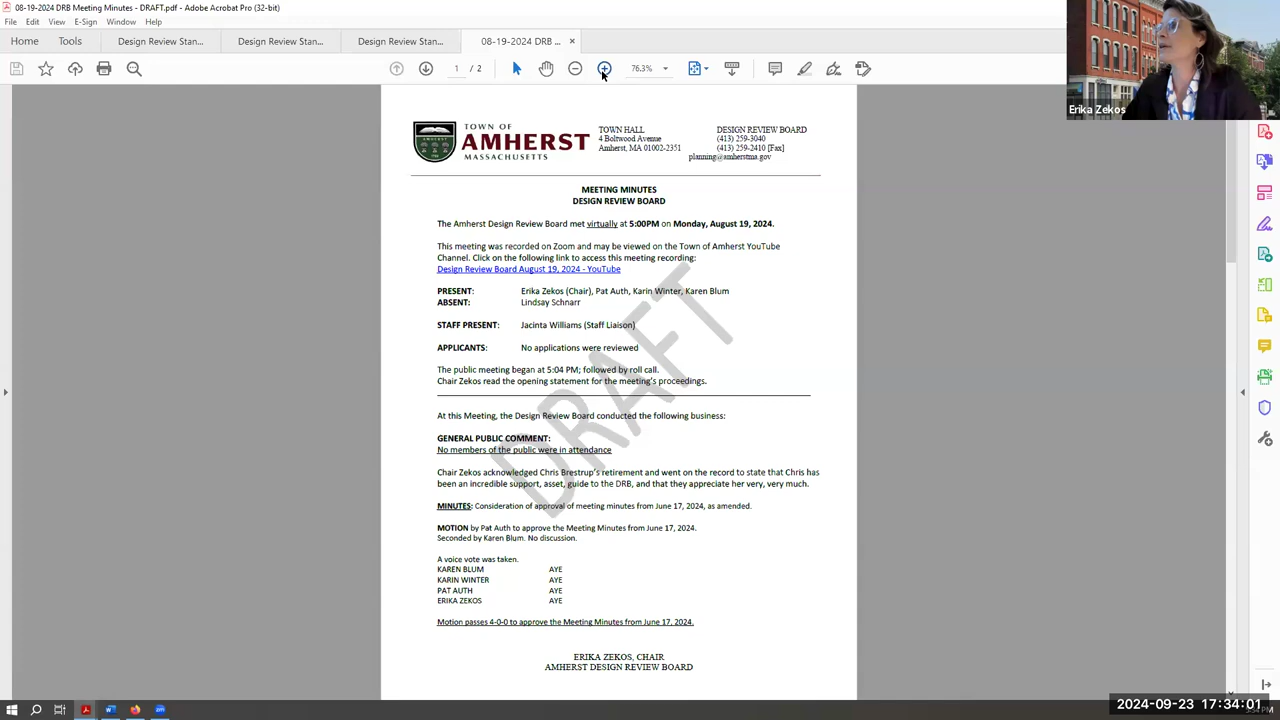 08-19-2024 DRB Meeting Minutes - DRAFT.pdf - Adobe Acrobat Pro (32-bit)
File Edit View E-Sign Window Help
Home Tools Design Review Stan... Design Review Stan... Design Review Stan... 08-19-2024 DRB ... ×
1 / 2 76.3%
Erika Zekos
TOWN OF
AMHERST
MASSACHUSETTS
TOWN HALL
4 Boltwood Avenue
Amherst, MA 01002-2351
DESIGN REVIEW BOARD
(413) 259-3040
(413) 259-2410 [Fax]
planning@amherstma.gov
MEETING MINUTES
DESIGN REVIEW BOARD
The Amherst Design Review Board met virtually at 5:00PM on Monday, August 19, 2024.
This meeting was recorded on Zoom and may be viewed on the Town of Amherst YouTube
Channel. Click on the following link to access this meeting recording:
Design Review Board August 19, 2024 - YouTube
PRESENT: Erika Zekos (Chair), Pat Auth, Karin Winter, Karen Blum
ABSENT: Lindsay Schnarr
STAFF PRESENT: Jacinta Williams (Staff Liaison)
APPLICANTS: No applications were reviewed
The public meeting began at 5:04 PM; followed by roll call.
Chair Zekos read the opening statement for the meeting's proceedings.
At this Meeting, the Design Review Board conducted the following business:
GENERAL PUBLIC COMMENT:
No members of the public were in attendance
Chair Zekos acknowledged Chris Brestrup's retirement and went on the record to state that Chris has
been an incredible support, asset, guide to the DRB, and that they appreciate her very, very much.
MINUTES: Consideration of approval of meeting minutes from June 17, 2024, as amended.
MOTION by Pat Auth to approve the Meeting Minutes from June 17, 2024.
Seconded by Karen Blum. No discussion.
A voice vote was taken.
KAREN BLUM AYE
KARIN WINTER AYE
PAT AUTH AYE
ERIKA ZEKOS AYE
Motion passes 4-0-0 to approve the Meeting Minutes from June 17, 2024.
ERIKA ZEKOS, CHAIR
AMHERST DESIGN REVIEW BOARD
DRAFT
2024-09-23 17:34:01